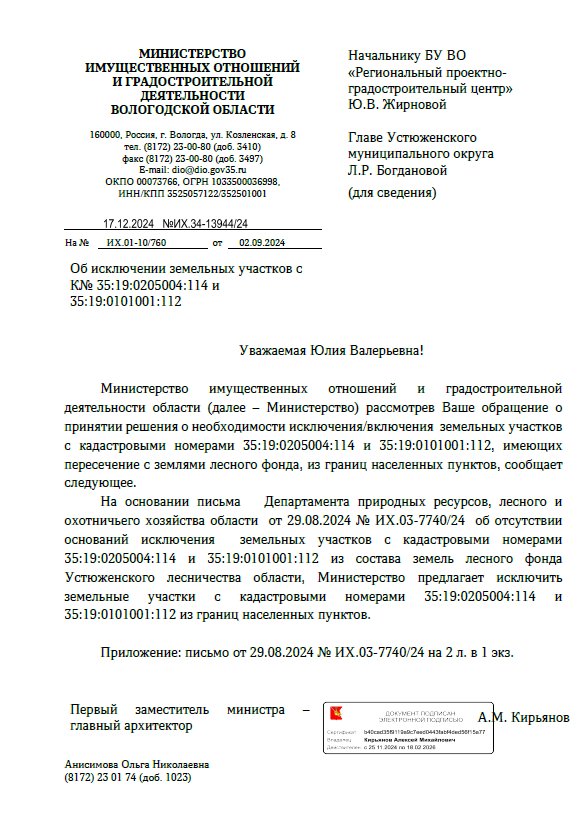 МИНИСТЕРСТВО
ИМУЩЕСТВЕННЫХ ОТНОШЕНИЙ
И ГРАДОСТРОИТЕЛЬНОЙ
ДЕЯТЕЛЬНОСТИ
ВОЛОГОДСКОЙ ОБЛАСТИ
160000, Россия, г. Вологда, ул. Козленская, д. 8
тел. (8172) 23-00-80 (доб. 3410)
факс (8172) 23-00-80 (доб. 3497)
E-mail: dio@dio.gov35.ru
ОКПО 00073766, ОГРН 1033500036998,
ИНН/КПП 3525057122/352501001
17.12.2024 №ИХ.34-13944/24
На № ИХ.01-10/760 от 02.09.2024
Начальнику БУ ВО
«Региональный проектно-
градостроительный центр»
Ю.В. Жирновой
Главе Устюженского
муниципального округа
Л.Р. Богдановой
(для сведения)
Об исключении земельных участков с
К№ 35:19:0205004:114 и
35:19:0101001:112
Уважаемая Юлия Валерьевна!
Министерство имущественных отношений и градостроительной
деятельности области (далее – Министерство) рассмотрев Ваше обращение о
принятии решения о необходимости исключения/включения земельных участков
с кадастровыми номерами 35:19:0205004:114 и 35:19:0101001:112, имеющих
пересечение с землями лесного фонда, из границ населенных пунктов, сообщает
следующее.
На основании письма Департамента природных ресурсов, лесного и
охотничьего хозяйства области от 29.08.2024 № ИХ.03-7740/24 об отсутствии
оснований исключения земельных участков с кадастровыми номерами
35:19:0205004:114 и 35:19:0101001:112 из состава земель лесного фонда
Устюженского лесничества области, Министерство предлагает исключить
земельные участки с кадастровыми номерами 35:19:0205004:114 и
35:19:0101001:112 из границ населенных пунктов.
Приложение: письмо от 29.08.2024 № ИХ.03-7740/24 на 2 л. в 1 экз.
Первый заместитель министра –
главный архитектор
ДОКУМЕНТ ПОДПИСАН
ЭЛЕКТРОННОЙ ПОДПИСЬЮ
Сертификат b40cad35f9119a9c7eed0443fabf4ded56f15a77
Владелец Кирьянов Алексей Михайлович
Действителен с 25.11.2024 по 18.02.2026
А.М. Кирьянов
Анисимова Ольга Николаевна
(8172) 23 01 74 (доб. 1023)